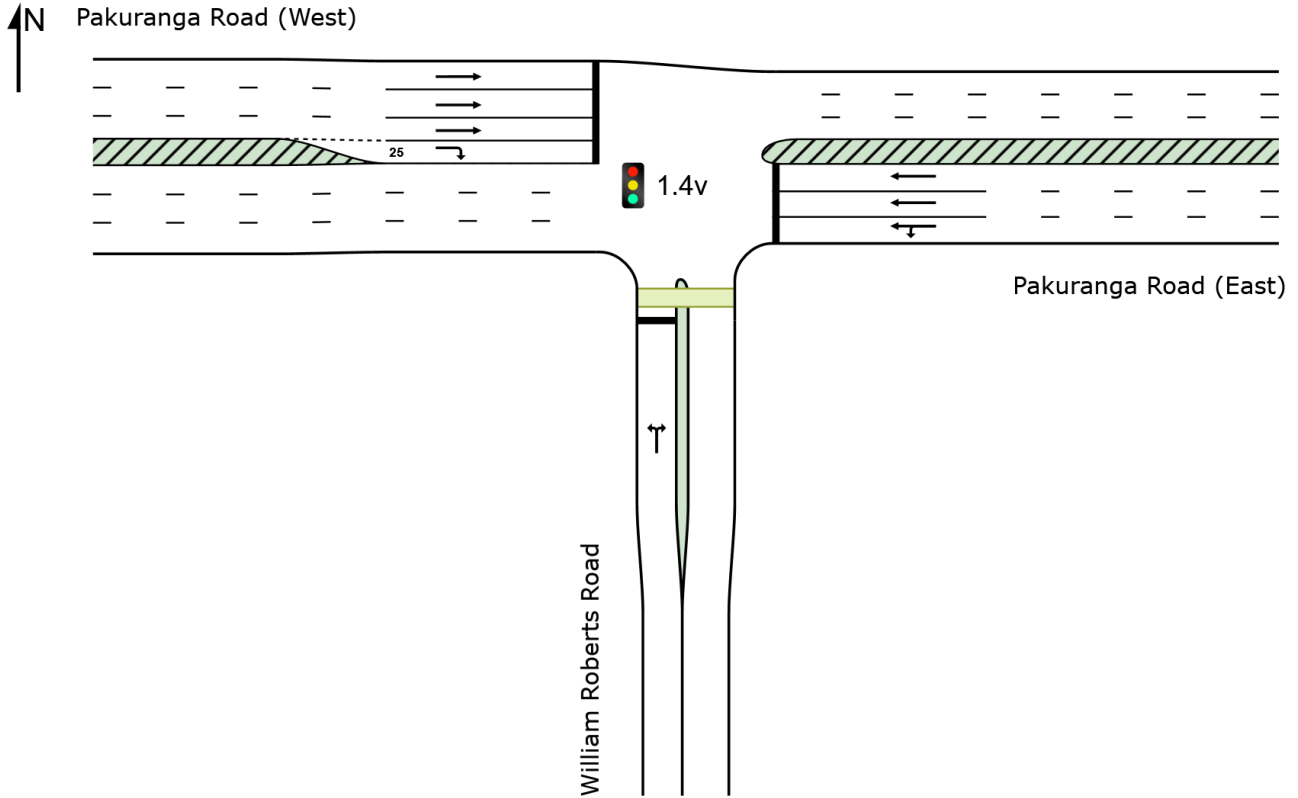 N
Pakuranga Road (West)
25
1.4v
Pakuranga Road (East)
William Roberts Road